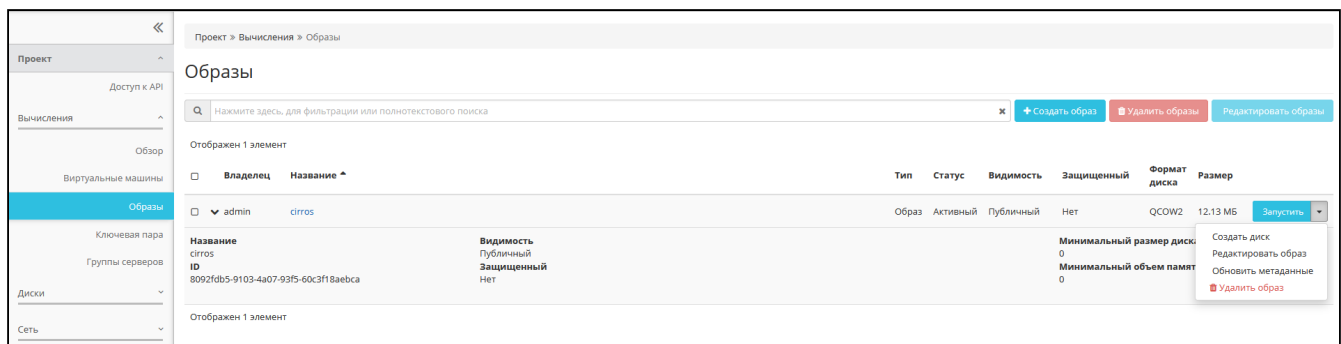 «
Проект » Вычисления » Образы
Проект
Образы
Доступ к API
Нажмите здесь, для фильтрации или полнотекстового поиска
Создать образ
Удалить образы
Редактировать образы
Вычисления
Обзор
Отображен 1 элемент
Владелец Название Тип Статус Видимость Защищенный Формат диска Размер
Виртуальные машины
Образы
admin cirros Образ Активный Публичный Нет QCOW2 12.13 МБ Запустить
Ключевая пара
Группы серверов
Диски
Сеть
Название
cirros
ID
8092fdb5-9103-4a07-93f5-60c3f18aebca
Видимость
Публичный
Защищенный
Нет
Минимальный размер диск
0
Минимальный объем памят
0
Создать диск
Редактировать образ
Обновить метаданные
Удалить образ
Отображен 1 элемент